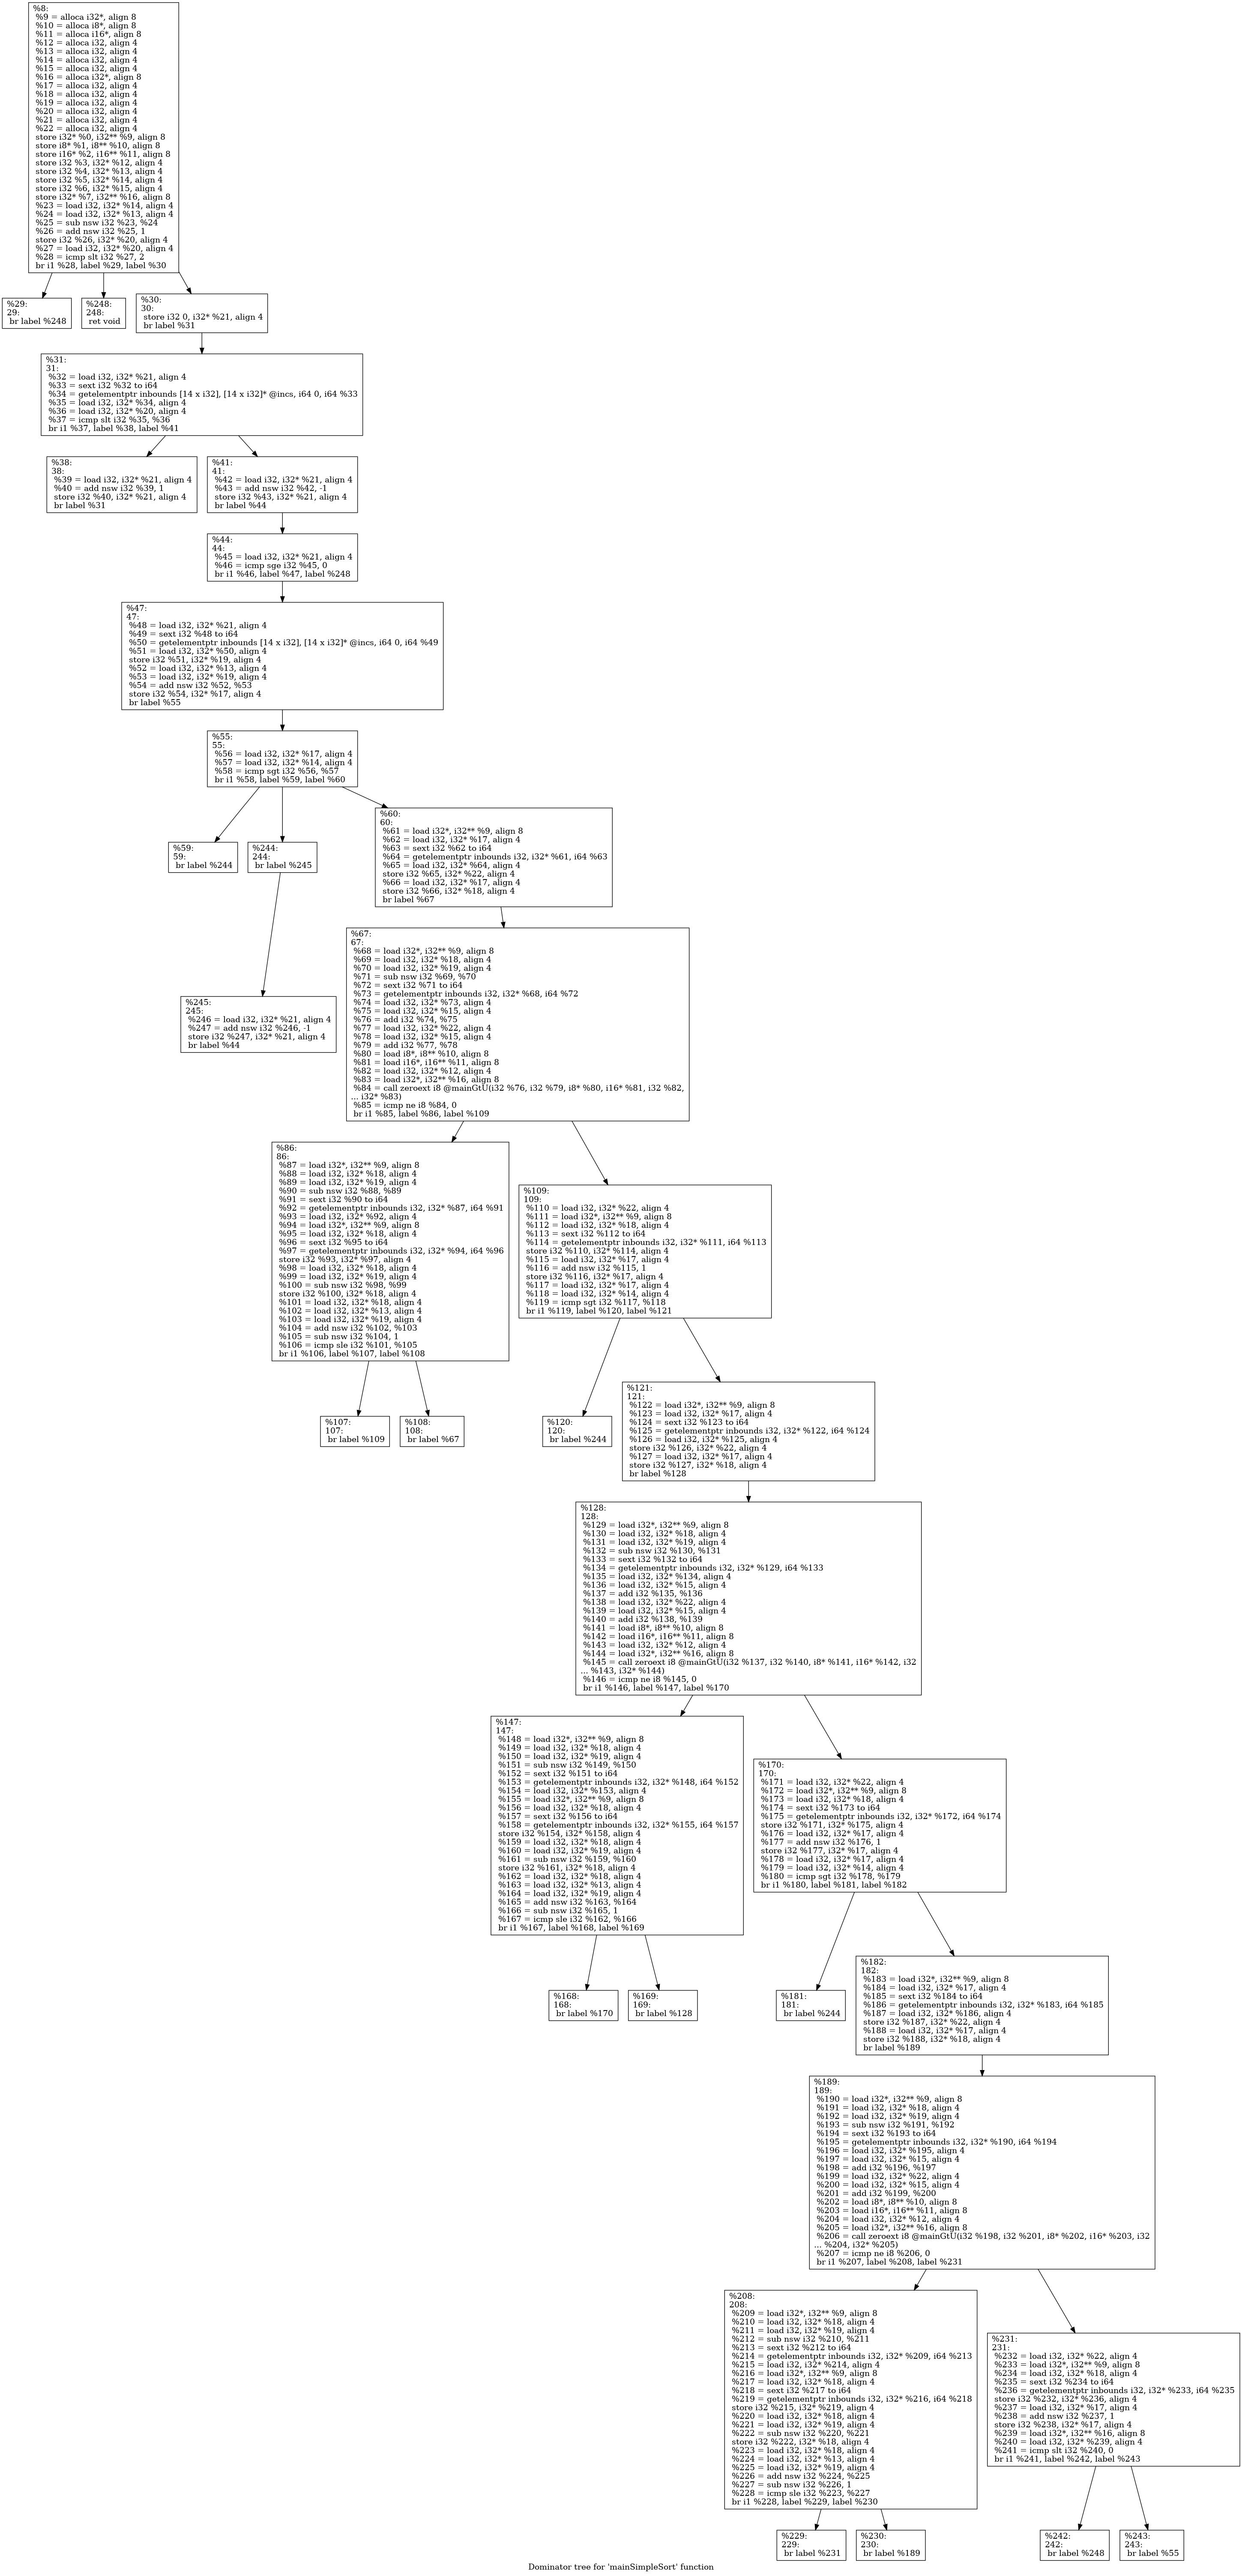 %8:
%9 = alloca i32*, align 8
%10 = alloca i8*, align 8
%11 = alloca i16*, align 8
%12 = alloca i32, align 4
%13 = alloca i32, align 4
%14 = alloca i32, align 4
%15 = alloca i32, align 4
%16 = alloca i32*, align 8
%17 = alloca i32, align 4
%18 = alloca i32, align 4
%19 = alloca i32, align 4
%20 = alloca i32, align 4
%21 = alloca i32, align 4
%22 = alloca i32, align 4
store i32* %0, i32** %9, align 8
store i8* %1, i8** %10, align 8
store i16* %2, i16** %11, align 8
store i32 %3, i32* %12, align 4
store i32 %4, i32* %13, align 4
store i32 %5, i32* %14, align 4
store i32 %6, i32* %15, align 4
store i32* %7, i32** %16, align 8
%23 = load i32, i32* %14, align 4
%24 = load i32, i32* %13, align 4
%25 = sub nsw i32 %23, %24
%26 = add nsw i32 %25, 1
store i32 %26, i32* %20, align 4
%27 = load i32, i32* %20, align 4
%28 = icmp slt i32 %27, 2
br i1 %28, label %29, label %30
%29:
29:
br label %248
%248:
248:
ret void
%30:
30:
store i32 0, i32* %21, align 4
br label %31
%31:
31:
%32 = load i32, i32* %21, align 4
%33 = sext i32 %32 to i64
%34 = getelementptr inbounds [14 x i32], [14 x i32]* @incs, i64 0, i64 %33
%35 = load i32, i32* %34, align 4
%36 = load i32, i32* %20, align 4
%37 = icmp slt i32 %35, %36
br i1 %37, label %38, label %41
%38:
38:
%39 = load i32, i32* %21, align 4
%40 = add nsw i32 %39, 1
store i32 %40, i32* %21, align 4
br label %31
%41:
41:
%42 = load i32, i32* %21, align 4
%43 = add nsw i32 %42, -1
store i32 %43, i32* %21, align 4
br label %44
%44:
44:
%45 = load i32, i32* %21, align 4
%46 = icmp sge i32 %45, 0
br i1 %46, label %47, label %248
%47:
47:
%48 = load i32, i32* %21, align 4
%49 = sext i32 %48 to i64
%50 = getelementptr inbounds [14 x i32], [14 x i32]* @incs, i64 0, i64 %49
%51 = load i32, i32* %50, align 4
store i32 %51, i32* %19, align 4
%52 = load i32, i32* %13, align 4
%53 = load i32, i32* %19, align 4
%54 = add nsw i32 %52, %53
store i32 %54, i32* %17, align 4
br label %55
%55:
55:
%56 = load i32, i32* %17, align 4
%57 = load i32, i32* %14, align 4
%58 = icmp sgt i32 %56, %57
br i1 %58, label %59, label %60
%59:
59:
br label %244
%244:
244:
br label %245
%60:
60:
%61 = load i32*, i32** %9, align 8
%62 = load i32, i32* %17, align 4
%63 = sext i32 %62 to i64
%64 = getelementptr inbounds i32, i32* %61, i64 %63
%65 = load i32, i32* %64, align 4
store i32 %65, i32* %22, align 4
%66 = load i32, i32* %17, align 4
store i32 %66, i32* %18, align 4
br label %67
%245:
245:
%246 = load i32, i32* %21, align 4
%247 = add nsw i32 %246, -1
store i32 %247, i32* %21, align 4
br label %44
%67:
67:
%68 = load i32*, i32** %9, align 8
%69 = load i32, i32* %18, align 4
%70 = load i32, i32* %19, align 4
%71 = sub nsw i32 %69, %70
%72 = sext i32 %71 to i64
%73 = getelementptr inbounds i32, i32* %68, i64 %72
%74 = load i32, i32* %73, align 4
%75 = load i32, i32* %15, align 4
%76 = add i32 %74, %75
%77 = load i32, i32* %22, align 4
%78 = load i32, i32* %15, align 4
%79 = add i32 %77, %78
%80 = load i8*, i8** %10, align 8
%81 = load i16*, i16** %11, align 8
%82 = load i32, i32* %12, align 4
%83 = load i32*, i32** %16, align 8
%84 = call zeroext i8 @mainGtU(i32 %76, i32 %79, i8* %80, i16* %81, i32 %82,
... i32* %83)
%85 = icmp ne i8 %84, 0
br i1 %85, label %86, label %109
%86:
86:
%87 = load i32*, i32** %9, align 8
%88 = load i32, i32* %18, align 4
%89 = load i32, i32* %19, align 4
%90 = sub nsw i32 %88, %89
%91 = sext i32 %90 to i64
%92 = getelementptr inbounds i32, i32* %87, i64 %91
%93 = load i32, i32* %92, align 4
%94 = load i32*, i32** %9, align 8
%95 = load i32, i32* %18, align 4
%96 = sext i32 %95 to i64
%97 = getelementptr inbounds i32, i32* %94, i64 %96
store i32 %93, i32* %97, align 4
%98 = load i32, i32* %18, align 4
%99 = load i32, i32* %19, align 4
%100 = sub nsw i32 %98, %99
store i32 %100, i32* %18, align 4
%101 = load i32, i32* %18, align 4
%102 = load i32, i32* %13, align 4
%103 = load i32, i32* %19, align 4
%104 = add nsw i32 %102, %103
%105 = sub nsw i32 %104, 1
%106 = icmp sle i32 %101, %105
br i1 %106, label %107, label %108
%109:
109:
%110 = load i32, i32* %22, align 4
%111 = load i32*, i32** %9, align 8
%112 = load i32, i32* %18, align 4
%113 = sext i32 %112 to i64
%114 = getelementptr inbounds i32, i32* %111, i64 %113
store i32 %110, i32* %114, align 4
%115 = load i32, i32* %17, align 4
%116 = add nsw i32 %115, 1
store i32 %116, i32* %17, align 4
%117 = load i32, i32* %17, align 4
%118 = load i32, i32* %14, align 4
%119 = icmp sgt i32 %117, %118
br i1 %119, label %120, label %121
%107:
107:
br label %109
%108:
108:
br label %67
%120:
120:
br label %244
%121:
121:
%122 = load i32*, i32** %9, align 8
%123 = load i32, i32* %17, align 4
%124 = sext i32 %123 to i64
%125 = getelementptr inbounds i32, i32* %122, i64 %124
%126 = load i32, i32* %125, align 4
store i32 %126, i32* %22, align 4
%127 = load i32, i32* %17, align 4
store i32 %127, i32* %18, align 4
br label %128
%128:
128:
%129 = load i32*, i32** %9, align 8
%130 = load i32, i32* %18, align 4
%131 = load i32, i32* %19, align 4
%132 = sub nsw i32 %130, %131
%133 = sext i32 %132 to i64
%134 = getelementptr inbounds i32, i32* %129, i64 %133
%135 = load i32, i32* %134, align 4
%136 = load i32, i32* %15, align 4
%137 = add i32 %135, %136
%138 = load i32, i32* %22, align 4
%139 = load i32, i32* %15, align 4
%140 = add i32 %138, %139
%141 = load i8*, i8** %10, align 8
%142 = load i16*, i16** %11, align 8
%143 = load i32, i32* %12, align 4
%144 = load i32*, i32** %16, align 8
%145 = call zeroext i8 @mainGtU(i32 %137, i32 %140, i8* %141, i16* %142, i32
... %143, i32* %144)
%146 = icmp ne i8 %145, 0
br i1 %146, label %147, label %170
%147:
147:
%148 = load i32*, i32** %9, align 8
%149 = load i32, i32* %18, align 4
%150 = load i32, i32* %19, align 4
%151 = sub nsw i32 %149, %150
%152 = sext i32 %151 to i64
%153 = getelementptr inbounds i32, i32* %148, i64 %152
%154 = load i32, i32* %153, align 4
%155 = load i32*, i32** %9, align 8
%156 = load i32, i32* %18, align 4
%157 = sext i32 %156 to i64
%158 = getelementptr inbounds i32, i32* %155, i64 %157
store i32 %154, i32* %158, align 4
%159 = load i32, i32* %18, align 4
%160 = load i32, i32* %19, align 4
%161 = sub nsw i32 %159, %160
store i32 %161, i32* %18, align 4
%162 = load i32, i32* %18, align 4
%163 = load i32, i32* %13, align 4
%164 = load i32, i32* %19, align 4
%165 = add nsw i32 %163, %164
%166 = sub nsw i32 %165, 1
%167 = icmp sle i32 %162, %166
br i1 %167, label %168, label %169
%170:
170:
%171 = load i32, i32* %22, align 4
%172 = load i32*, i32** %9, align 8
%173 = load i32, i32* %18, align 4
%174 = sext i32 %173 to i64
%175 = getelementptr inbounds i32, i32* %172, i64 %174
store i32 %171, i32* %175, align 4
%176 = load i32, i32* %17, align 4
%177 = add nsw i32 %176, 1
store i32 %177, i32* %17, align 4
%178 = load i32, i32* %17, align 4
%179 = load i32, i32* %14, align 4
%180 = icmp sgt i32 %178, %179
br i1 %180, label %181, label %182
%168:
168:
br label %170
%169:
169:
br label %128
%181:
181:
br label %244
%182:
182:
%183 = load i32*, i32** %9, align 8
%184 = load i32, i32* %17, align 4
%185 = sext i32 %184 to i64
%186 = getelementptr inbounds i32, i32* %183, i64 %185
%187 = load i32, i32* %186, align 4
store i32 %187, i32* %22, align 4
%188 = load i32, i32* %17, align 4
store i32 %188, i32* %18, align 4
br label %189
%189:
189:
%190 = load i32*, i32** %9, align 8
%191 = load i32, i32* %18, align 4
%192 = load i32, i32* %19, align 4
%193 = sub nsw i32 %191, %192
%194 = sext i32 %193 to i64
%195 = getelementptr inbounds i32, i32* %190, i64 %194
%196 = load i32, i32* %195, align 4
%197 = load i32, i32* %15, align 4
%198 = add i32 %196, %197
%199 = load i32, i32* %22, align 4
%200 = load i32, i32* %15, align 4
%201 = add i32 %199, %200
%202 = load i8*, i8** %10, align 8
%203 = load i16*, i16** %11, align 8
%204 = load i32, i32* %12, align 4
%205 = load i32*, i32** %16, align 8
%206 = call zeroext i8 @mainGtU(i32 %198, i32 %201, i8* %202, i16* %203, i32
... %204, i32* %205)
%207 = icmp ne i8 %206, 0
br i1 %207, label %208, label %231
%208:
208:
%209 = load i32*, i32** %9, align 8
%210 = load i32, i32* %18, align 4
%211 = load i32, i32* %19, align 4
%212 = sub nsw i32 %210, %211
%213 = sext i32 %212 to i64
%214 = getelementptr inbounds i32, i32* %209, i64 %213
%215 = load i32, i32* %214, align 4
%216 = load i32*, i32** %9, align 8
%217 = load i32, i32* %18, align 4
%218 = sext i32 %217 to i64
%219 = getelementptr inbounds i32, i32* %216, i64 %218
store i32 %215, i32* %219, align 4
%220 = load i32, i32* %18, align 4
%221 = load i32, i32* %19, align 4
%222 = sub nsw i32 %220, %221
store i32 %222, i32* %18, align 4
%223 = load i32, i32* %18, align 4
%224 = load i32, i32* %13, align 4
%225 = load i32, i32* %19, align 4
%226 = add nsw i32 %224, %225
%227 = sub nsw i32 %226, 1
%228 = icmp sle i32 %223, %227
br i1 %228, label %229, label %230
%231:
231:
%232 = load i32, i32* %22, align 4
%233 = load i32*, i32** %9, align 8
%234 = load i32, i32* %18, align 4
%235 = sext i32 %234 to i64
%236 = getelementptr inbounds i32, i32* %233, i64 %235
store i32 %232, i32* %236, align 4
%237 = load i32, i32* %17, align 4
%238 = add nsw i32 %237, 1
store i32 %238, i32* %17, align 4
%239 = load i32*, i32** %16, align 8
%240 = load i32, i32* %239, align 4
%241 = icmp slt i32 %240, 0
br i1 %241, label %242, label %243
%229:
229:
br label %231
%230:
230:
br label %189
%242:
242:
br label %248
%243:
243:
br label %55
Dominator tree for 'mainSimpleSort' function